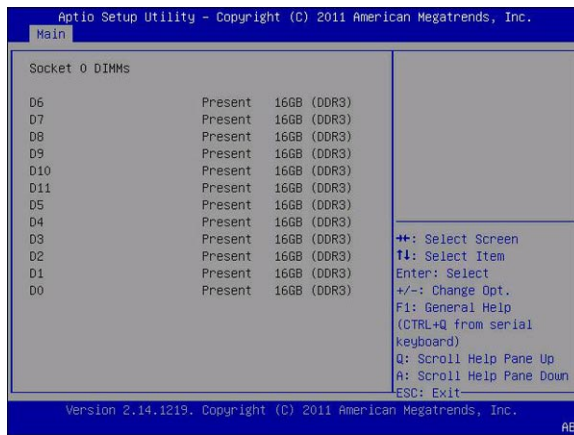 Aptio Setup Utility – Copyright (C) 2011 American Megatrends, Inc.
Main
Socket 0 DIMMs
D6 Present 16GB (DDR3)
D7 Present 16GB (DDR3)
D8 Present 16GB (DDR3)
D9 Present 16GB (DDR3)
D10 Present 16GB (DDR3)
D11 Present 16GB (DDR3)
D5 Present 16GB (DDR3)
D4 Present 16GB (DDR3)
D3 Present 16GB (DDR3)
D2 Present 16GB (DDR3)
D1 Present 16GB (DDR3)
D0 Present 16GB (DDR3)
→←: Select Screen
↑↓: Select Item
Enter: Select
+/-: Change Opt.
F1: General Help
(CTRL+Q from serial
keyboard)
Q: Scroll Help Pane Up
A: Scroll Help Pane Down
ESC: Exit
Version 2.14.1219. Copyright (C) 2011 American Megatrends, Inc.
AB